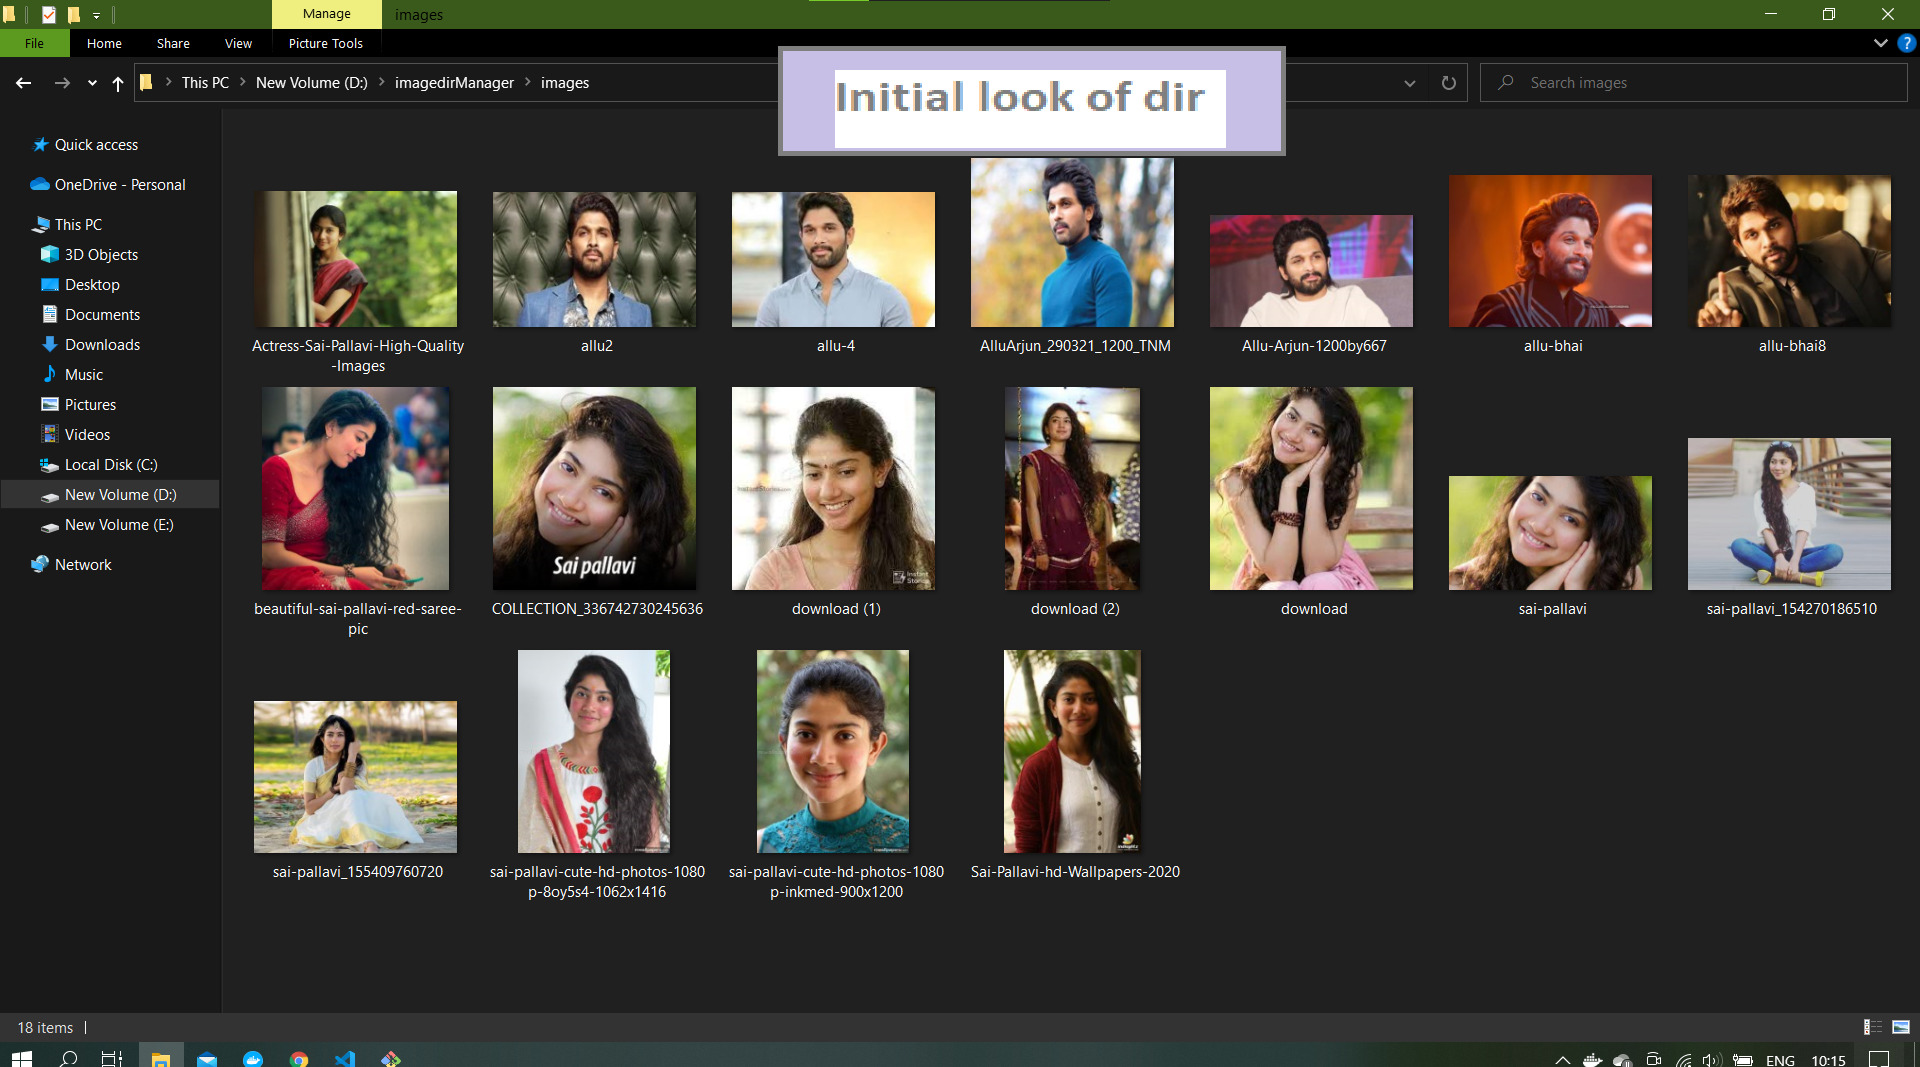 Manage
images
File
Home
Share
View
Picture Tools
Initial look of dir
This PC
New Volume (D:)
imagedirManager
images
Search images
Quick access
OneDrive - Personal
This PC
3D Objects
Desktop
Documents
Downloads
Music
Pictures
Videos
Local Disk (C:)
New Volume (D:)
New Volume (E:)
Network
Actress-Sai-Pallavi-High-Quality
-Images
allu2
allu-4
AlluArjun_290321_1200_TNM
Allu-Arjun-1200by667
allu-bhai
allu-bhai8
Sai pallavi
Instant
Stories
beautiful-sai-pallavi-red-saree-
pic
COLLECTION_336742730245636
download (1)
download (2)
download
sai-pallavi
sai-pallavi_154270186510
sai-pallavi_155409760720
sai-pallavi-cute-hd-photos-1080
p-8oy5s4-1062x1416
sai-pallavi-cute-hd-photos-1080
p-inkmed-900x1200
Sai-Pallavi-hd-Wallpapers-2020
18 items
ENG
10:15